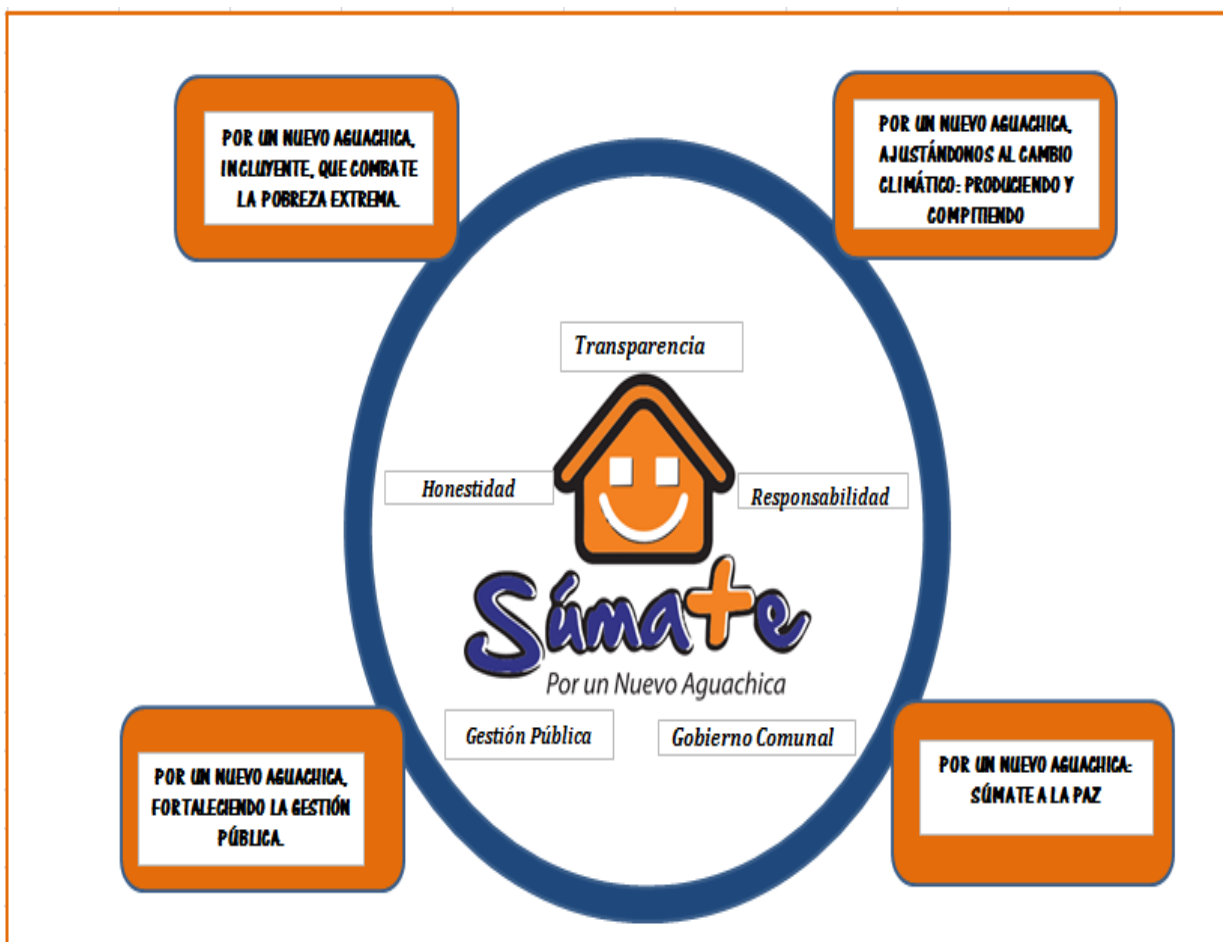 POR UN NUEVO AGUACHICA,
INCLUYENTE, QUE COMBATE
LA POBREZA EXTREMA.
POR UN NUEVO AGUACHICA,
AJUSTÁNDONOS AL CAMBIO
CLIMÁTICO: PRODUCIENDO Y
COMPITIENDO
Transparencia
Honestidad
Responsabilidad
Súmate
Por un Nuevo Aguachica
Gestión Pública
Gobierno Comunal
POR UN NUEVO AGUACHICA,
FORTALECIENDO LA GESTIÓN
PÚBLICA.
POR UN NUEVO AGUACHICA:
SÚMATE A LA PAZ